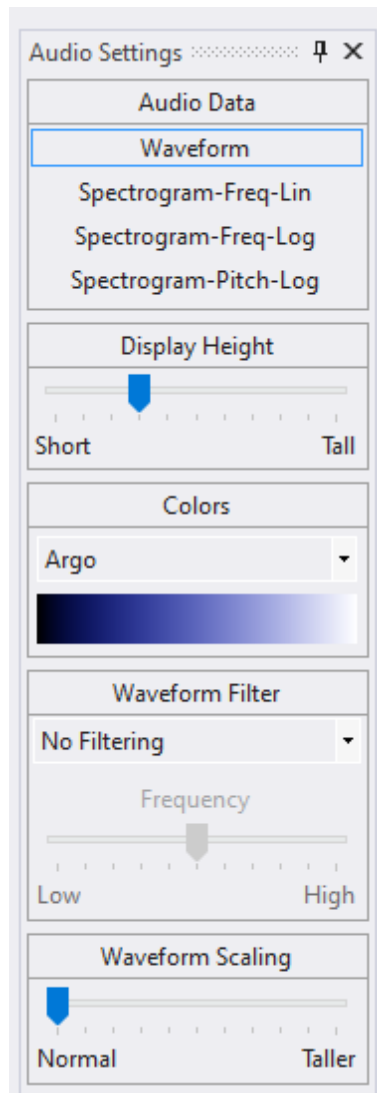 Audio Settings
Audio Data
Waveform
Spectrogram-Freq-Lin
Spectrogram-Freq-Log
Spectrogram-Pitch-Log
Display Height
Short Tall
Colors
Argo
Waveform Filter
No Filtering
Frequency
Low High
Waveform Scaling
Normal Taller